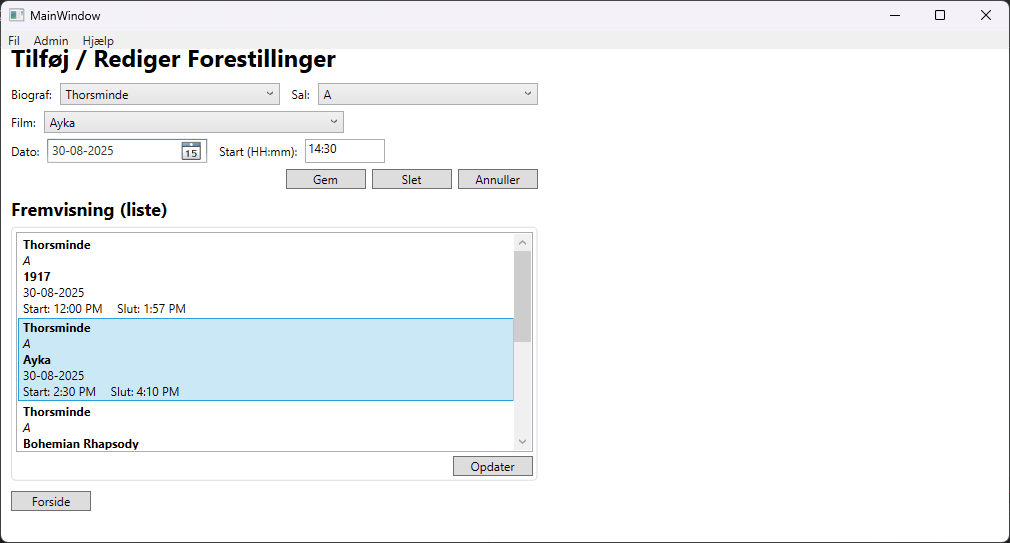 MainWindow
Fil Admin Hjælp
Tilføj / Rediger Forestillinger
Biograf: Thorsminde Sal: A
Film: Ayka
Dato: 30-08-2025 15 Start (HH:mm): 14:30
Gem Slet Annuller
Fremvisning (liste)
Thorsminde
A
1917
30-08-2025
Start: 12:00 PM Slut: 1:57 PM
Thorsminde
A
Ayka
30-08-2025
Start: 2:30 PM Slut: 4:10 PM
Thorsminde
A
Bohemian Rhapsody
Opdater
Forside